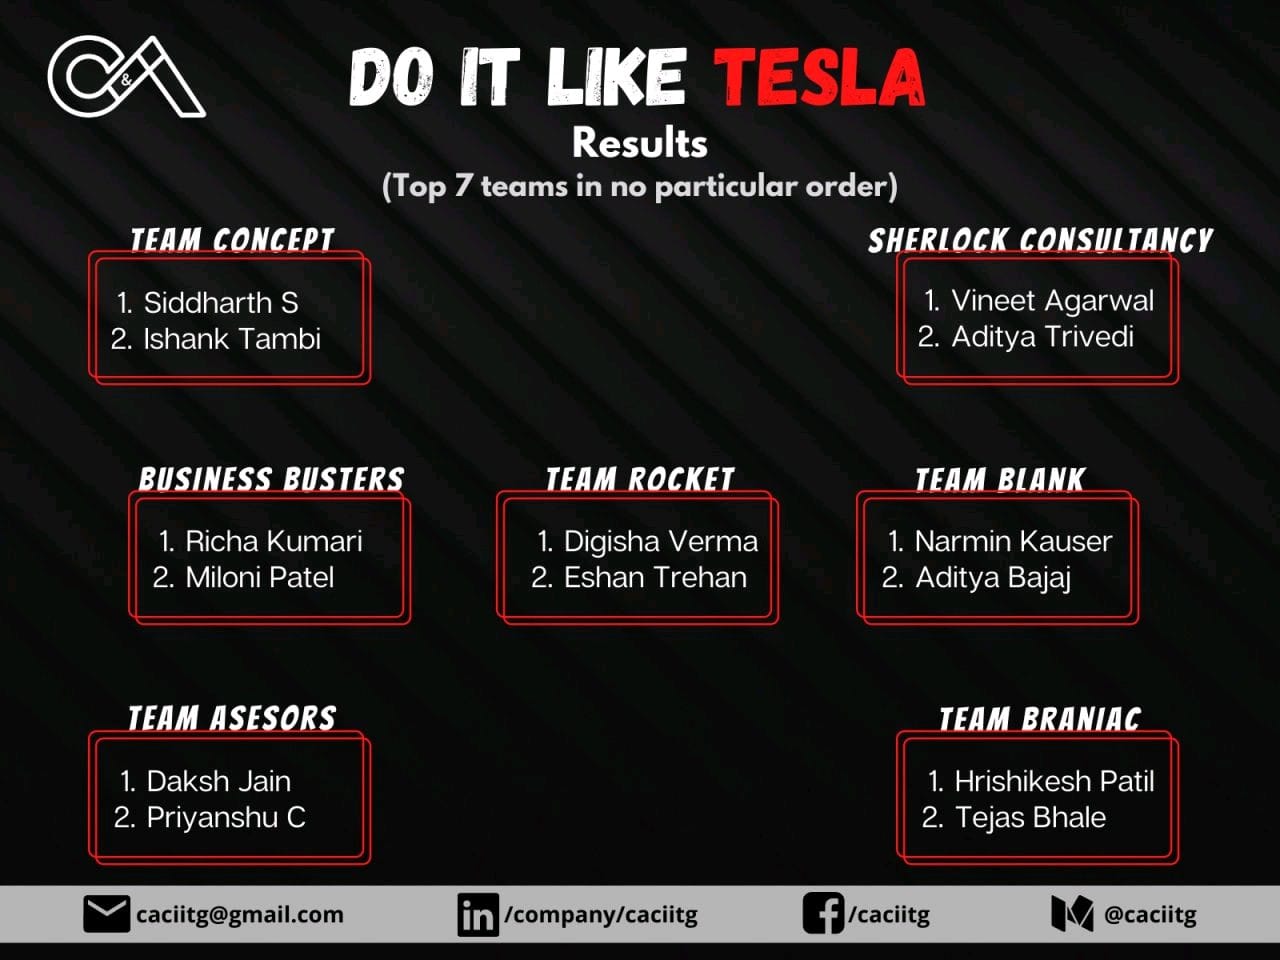 C&A
DO IT LIKE TESLA
Results
(Top 7 teams in no particular order)
TEAM CONCEPT
1. Siddharth S
2. Ishank Tambi
SHERLOCK CONSULTANCY
1. Vineet Agarwal
2. Aditya Trivedi
BUSINESS BUSTERS
1. Richa Kumari
2. Miloni Patel
TEAM ROCKET
1. Digisha Verma
2. Eshan Trehan
TEAM BLANK
1. Narmin Kauser
2. Aditya Bajaj
TEAM ASESORS
1. Daksh Jain
2. Priyanshu C
TEAM BRANIAC
1. Hrishikesh Patil
2. Tejas Bhale
caciitg@gmail.com
in /company/caciitg
f /caciitg
M @caciitg